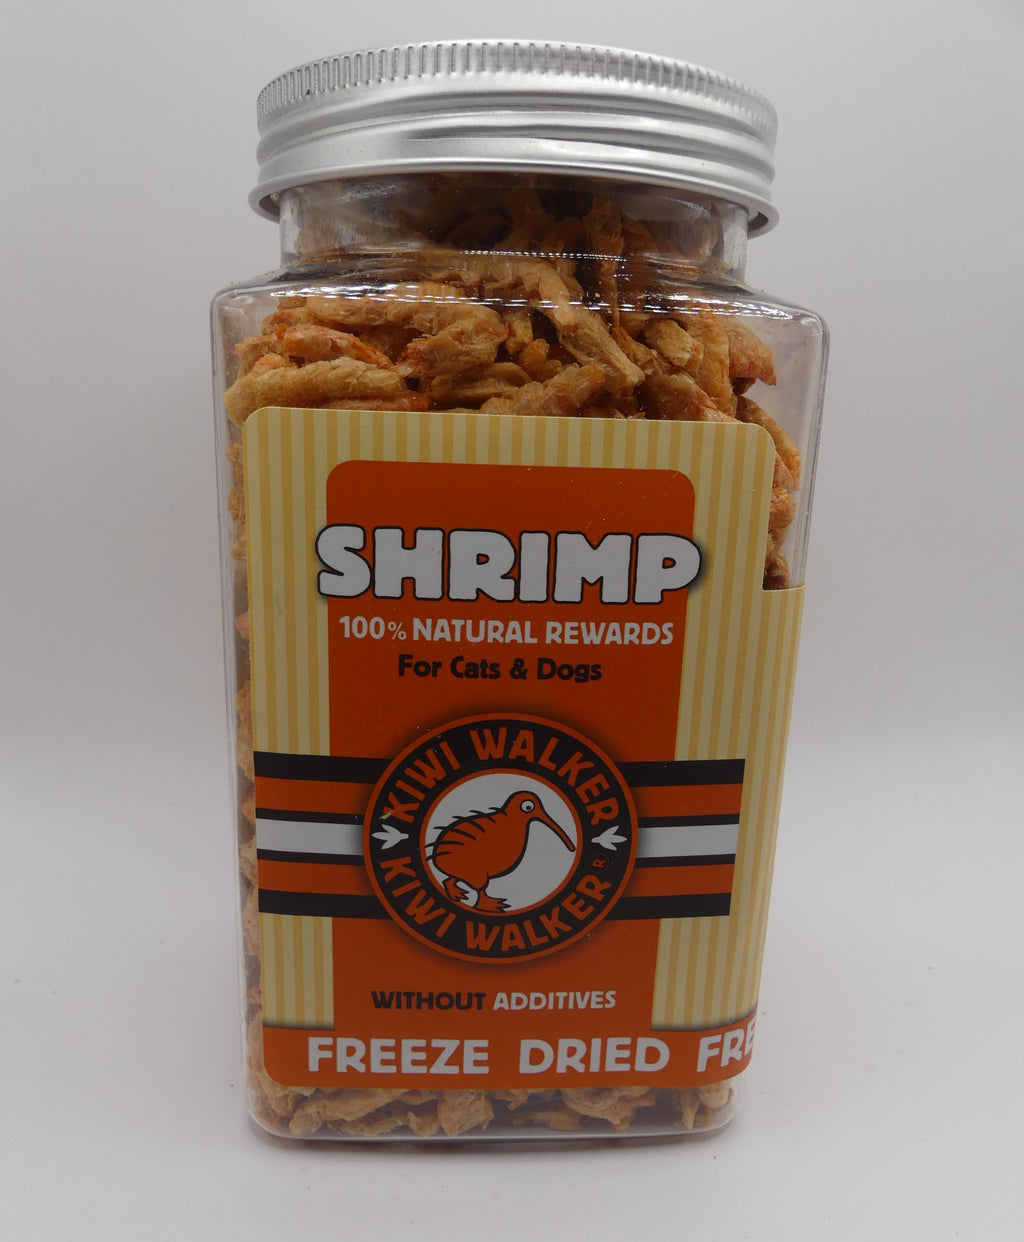 SHRIMP
100% NATURAL REWARDS
For Cats & Dogs
KIWI WALKER
KIWI WALKER®
WITHOUT ADDITIVES
FREEZE DRIED FRE